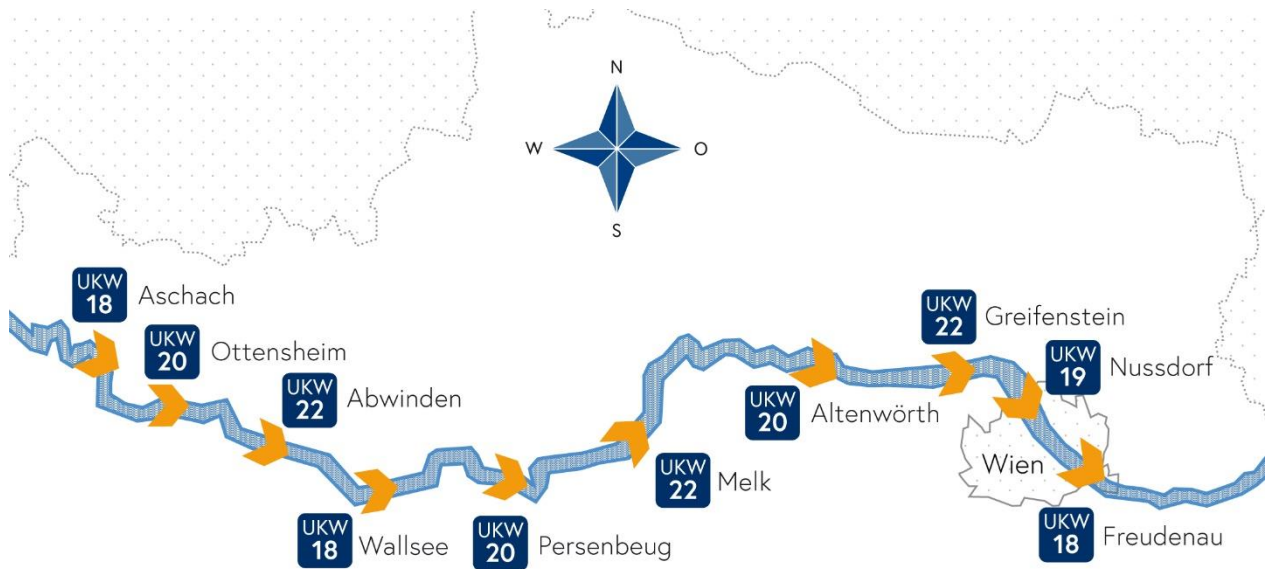 N
W
O
S
UKW
18
Aschach
UKW
20
Ottensheim
UKW
22
Abwinden
UKW
18
Wallsee
UKW
20
Persenbeug
UKW
22
Melk
UKW
20
Altenwörth
UKW
22
Greifenstein
UKW
19
Nussdorf
Wien
UKW
18
Freudenau